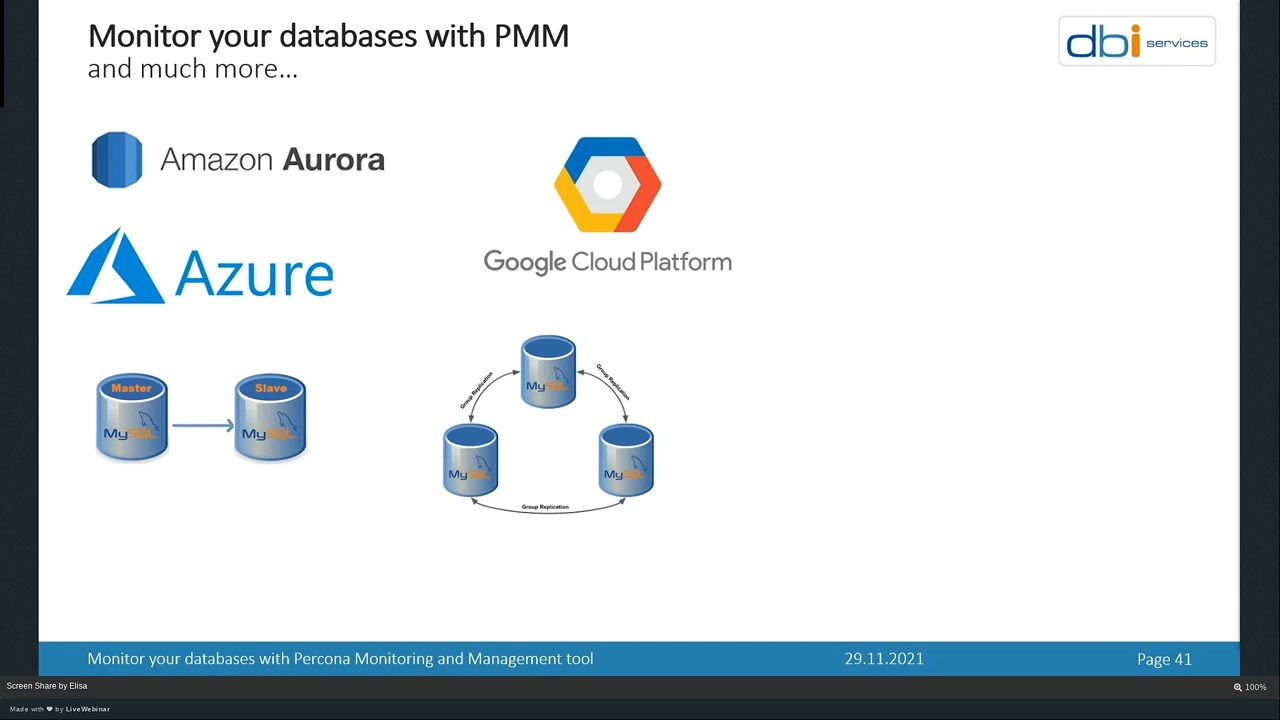 Monitor your databases with PMM
and much more...
dbi services
Amazon Aurora
Google Cloud Platform
Azure
Master
MySQL
Slave
MySQL
MySQL
Group Replication
Group Replication
MySQL
MySQL
Group Replication
Monitor your databases with Percona Monitoring and Management tool
29.11.2021
Page 41
Screen Share by Elisa
100%
Made with ❤ by LiveWebinar